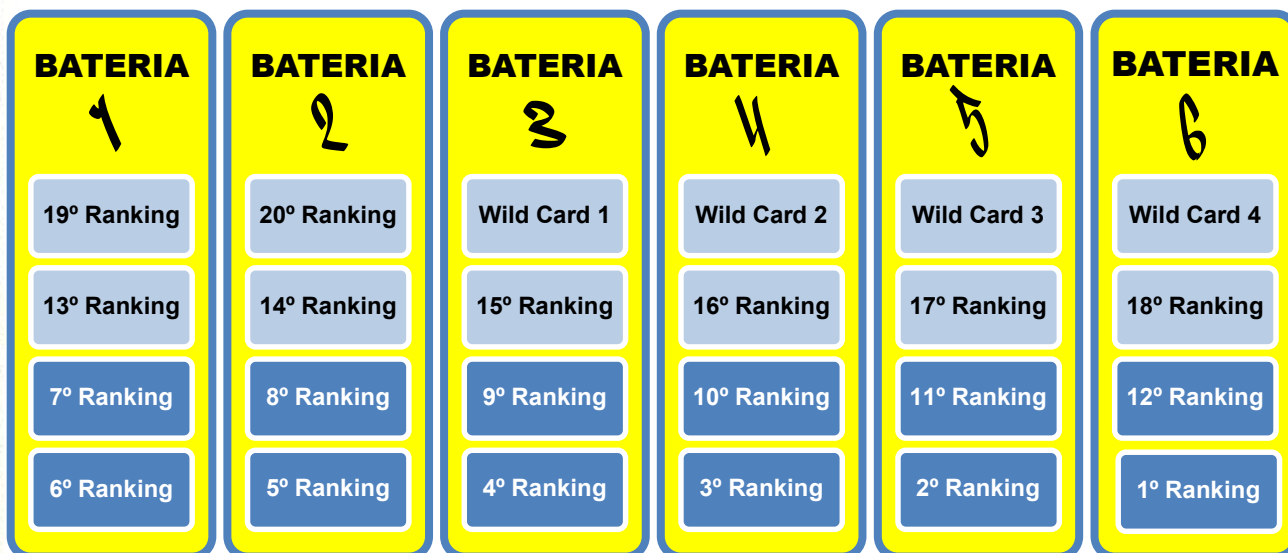 BATERIA
1
19º Ranking
13º Ranking
7º Ranking
6º Ranking
BATERIA
2
20º Ranking
14º Ranking
8º Ranking
5º Ranking
BATERIA
3
Wild Card 1
15º Ranking
9º Ranking
4º Ranking
BATERIA
4
Wild Card 2
16º Ranking
10º Ranking
3º Ranking
BATERIA
5
Wild Card 3
17º Ranking
11º Ranking
2º Ranking
BATERIA
6
Wild Card 4
18º Ranking
12º Ranking
1º Ranking